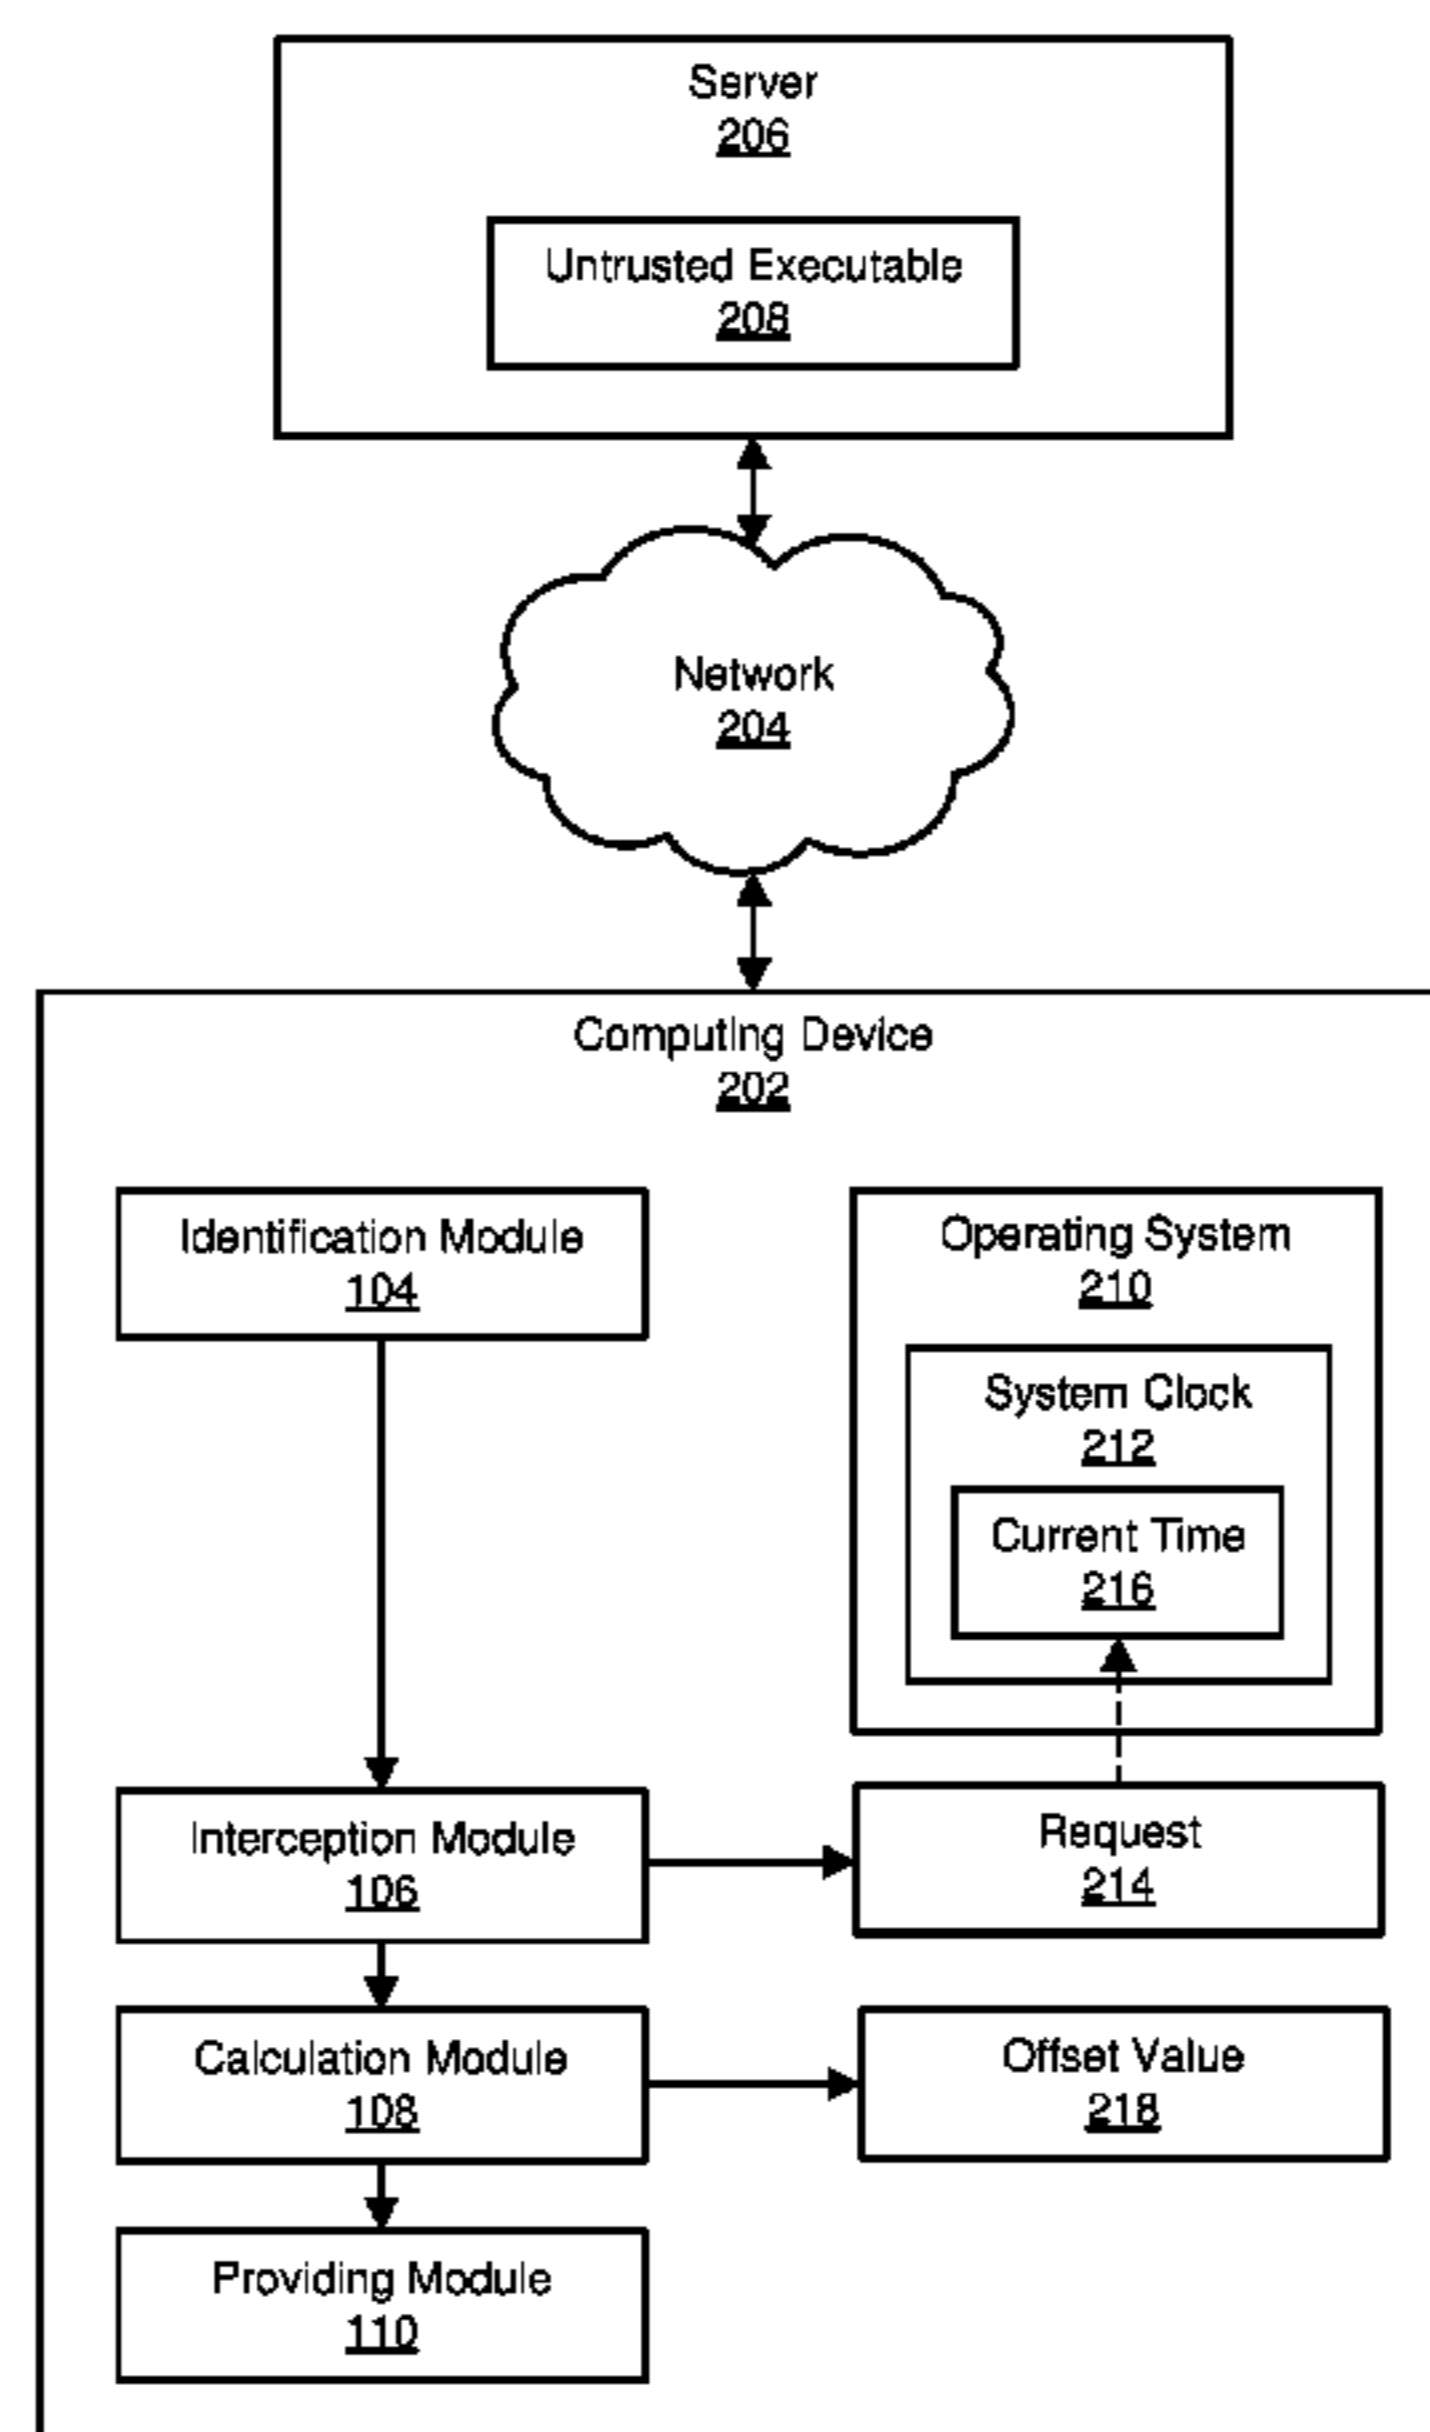 Server
206
Untrusted Executable
208
Network
204
Computing Device
202
Identification Module
104
Operating System
210
System Clock
212
Current Time
216
Interception Module
106
Request
214
Calculation Module
108
Offset Value
218
Providing Module
110